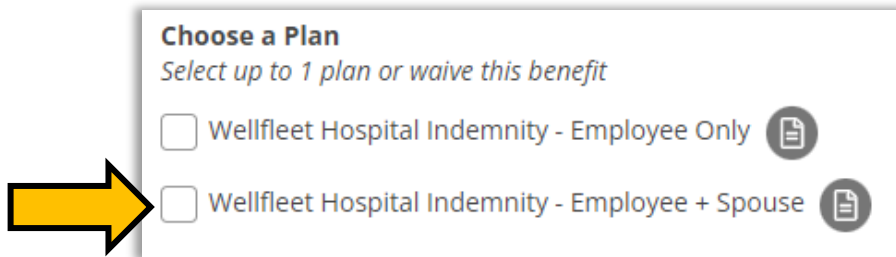 Choose a Plan
Select up to 1 plan or waive this benefit
Wellfleet Hospital Indemnity - Employee Only
Wellfleet Hospital Indemnity - Employee + Spouse